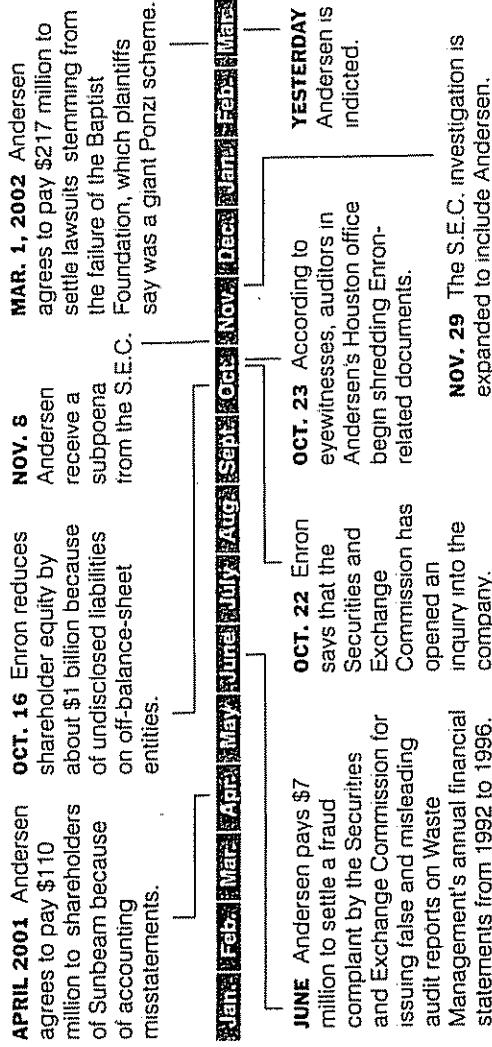 APRIL 2001 Andersen
agrees to pay $110
million to shareholders
of Sunbeam because
of accounting
misstatements.
OCT. 16 Enron reduces
shareholder equity by
about $1 billion because
of undisclosed liabilities
on off-balance-sheet
entities.
NOV. 8
Andersen
receive a
subpoena
from the S.E.C.
MAR. 1, 2002 Andersen
agrees to pay $217 million to
settle lawsuits stemming from
the failure of the Baptist
Foundation, which plaintiffs
say was a giant Ponzi scheme.
Jan. Feb. Mar. April May June July Aug. Sept. Oct. Nov. Dec. Jan. Feb. Mar.
JUNE Andersen pays $7
million to settle a fraud
complaint by the Securities
and Exchange Commission for
issuing false and misleading
audit reports on Waste
Management's annual financial
statements from 1992 to 1996.
OCT. 22 Enron
says that the
Securities and
Exchange
Commission has
opened an
inquiry into the
company.
OCT. 23 According to
eyewitnesses, auditors in
Andersen's Houston office
begin shredding Enron-
related documents.
NOV. 29 The S.E.C. investigation is
expanded to include Andersen.
YESTERDAY
Andersen is
indicted.